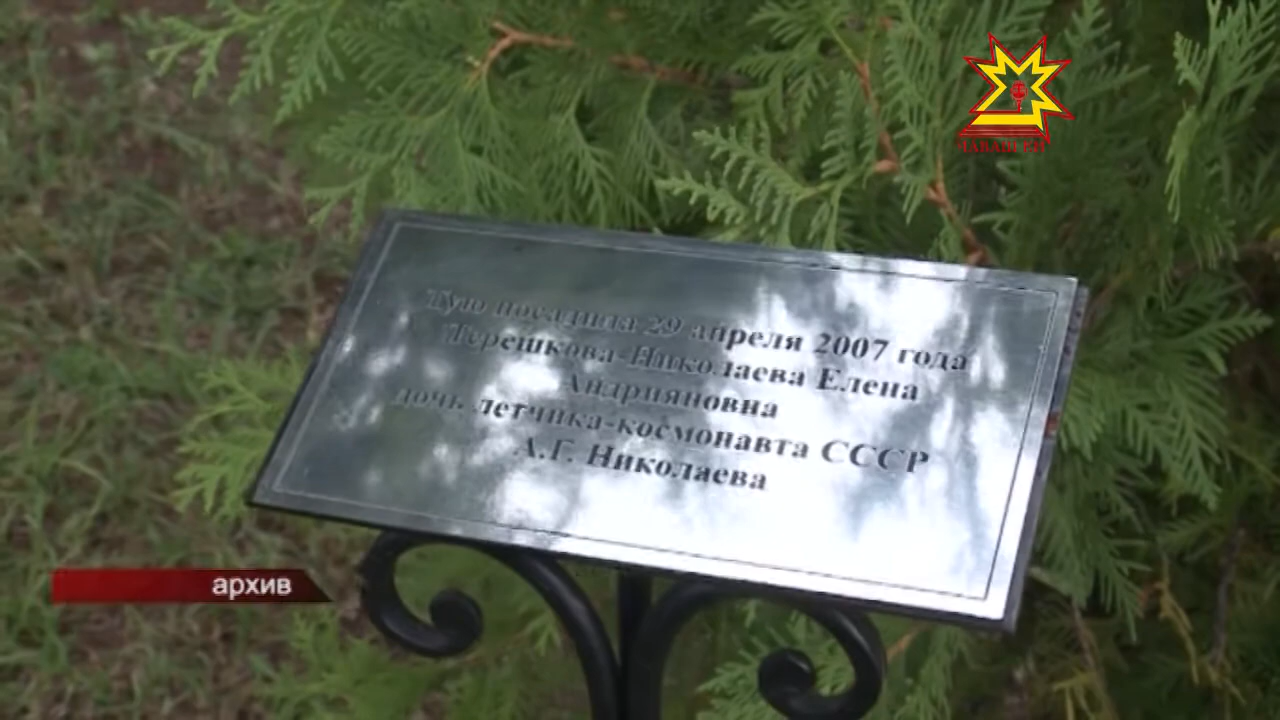 Тую посадила 29 апреля 2007 года
Терешкова-Николаева Елена
Андрияновна
дочь летчика-космонавта СССР
А.Г. Николаева
архив